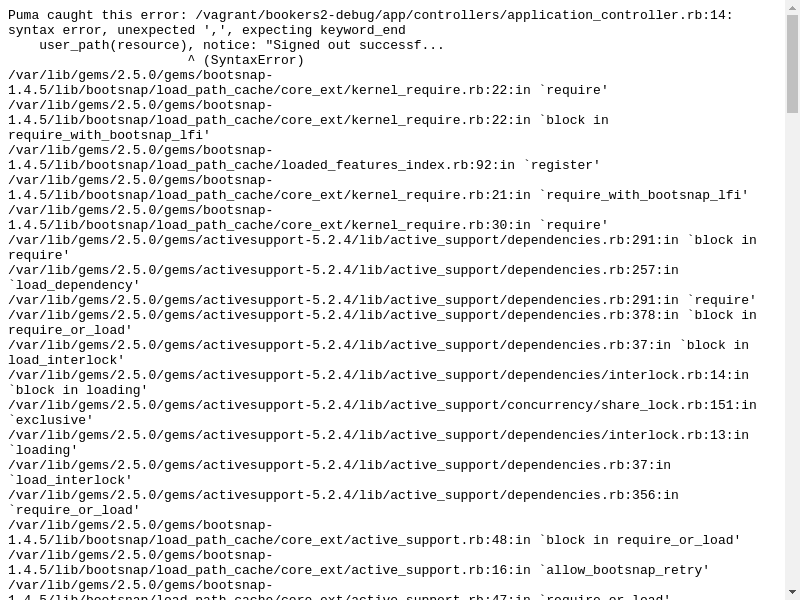 Puma caught this error: /vagrant/bookers2-debug/app/controllers/application_controller.rb:14:
syntax error, unexpected ',', expecting keyword_end
    user_path(resource), notice: "Signed out successf...
                       ^ (SyntaxError)
/var/lib/gems/2.5.0/gems/bootsnap-
1.4.5/lib/bootsnap/load_path_cache/core_ext/kernel_require.rb:22:in `require'
/var/lib/gems/2.5.0/gems/bootsnap-
1.4.5/lib/bootsnap/load_path_cache/core_ext/kernel_require.rb:22:in `block in
require_with_bootsnap_lfi'
/var/lib/gems/2.5.0/gems/bootsnap-
1.4.5/lib/bootsnap/load_path_cache/loaded_features_index.rb:92:in `register'
/var/lib/gems/2.5.0/gems/bootsnap-
1.4.5/lib/bootsnap/load_path_cache/core_ext/kernel_require.rb:21:in `require_with_bootsnap_lfi'
/var/lib/gems/2.5.0/gems/bootsnap-
1.4.5/lib/bootsnap/load_path_cache/core_ext/kernel_require.rb:30:in `require'
/var/lib/gems/2.5.0/gems/activesupport-5.2.4/lib/active_support/dependencies.rb:291:in `block in
require'
/var/lib/gems/2.5.0/gems/activesupport-5.2.4/lib/active_support/dependencies.rb:257:in
`load_dependency'
/var/lib/gems/2.5.0/gems/activesupport-5.2.4/lib/active_support/dependencies.rb:291:in `require'
/var/lib/gems/2.5.0/gems/activesupport-5.2.4/lib/active_support/dependencies.rb:378:in `block in
require_or_load'
/var/lib/gems/2.5.0/gems/activesupport-5.2.4/lib/active_support/dependencies.rb:37:in `block in
load_interlock'
/var/lib/gems/2.5.0/gems/activesupport-5.2.4/lib/active_support/dependencies/interlock.rb:14:in
`block in loading'
/var/lib/gems/2.5.0/gems/activesupport-5.2.4/lib/active_support/concurrency/share_lock.rb:151:in
`exclusive'
/var/lib/gems/2.5.0/gems/activesupport-5.2.4/lib/active_support/dependencies/interlock.rb:13:in
`loading'
/var/lib/gems/2.5.0/gems/activesupport-5.2.4/lib/active_support/dependencies.rb:37:in
`load_interlock'
/var/lib/gems/2.5.0/gems/activesupport-5.2.4/lib/active_support/dependencies.rb:356:in
`require_or_load'
/var/lib/gems/2.5.0/gems/bootsnap-
1.4.5/lib/bootsnap/load_path_cache/core_ext/active_support.rb:48:in `block in require_or_load'
/var/lib/gems/2.5.0/gems/bootsnap-
1.4.5/lib/bootsnap/load_path_cache/core_ext/active_support.rb:16:in `allow_bootsnap_retry'
/var/lib/gems/2.5.0/gems/bootsnap-
1.4.5/lib/bootsnap/load_path_cache/core_ext/active_support.rb:47:in `require_or_load'